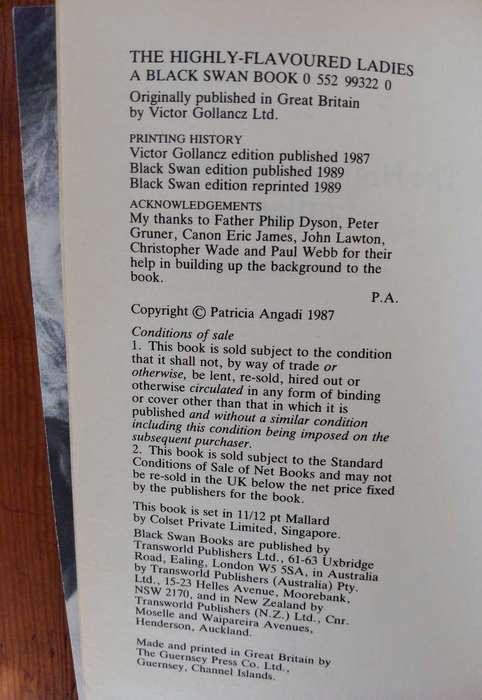 THE HIGHLY-FLAVOURED LADIES
A BLACK SWAN BOOK 0 552 99322 0
Originally published in Great Britain
by Victor Gollancz Ltd.
PRINTING HISTORY
Victor Gollancz edition published 1987
Black Swan edition published 1989
Black Swan edition reprinted 1989
ACKNOWLEDGEMENTS
My thanks to Father Philip Dyson, Peter
Gruner, Canon Eric James, John Lawton,
Christopher Wade and Paul Webb for their
help in building up the background to the
book.
P.A.
Copyright © Patricia Angadi 1987
Conditions of sale
1. This book is sold subject to the condition
that it shall not, by way of trade or
otherwise, be lent, re-sold, hired out or
otherwise circulated in any form of binding
or cover other than that in which it is
published and without a similar condition
including this condition being imposed on the
subsequent purchaser.
2. This book is sold subject to the Standard
Conditions of Sale of Net Books and may not
be re-sold in the UK below the net price fixed
by the publishers for the book.
This book is set in 11/12 pt Mallard
by Colset Private Limited, Singapore.
Black Swan Books are published by
Transworld Publishers Ltd., 61-63 Uxbridge
Road, Ealing, London W5 5SA, in Australia
by Transworld Publishers (Australia) Pty.
Ltd., 15-23 Helles Avenue, Moorebank,
NSW 2170, and in New Zealand by
Transworld Publishers (N.Z.) Ltd., Cnr.
Moselle and Waipareira Avenues,
Henderson, Auckland.
Made and printed in Great Britain by
The Guernsey Press Co. Ltd.,
Guernsey, Channel Islands.